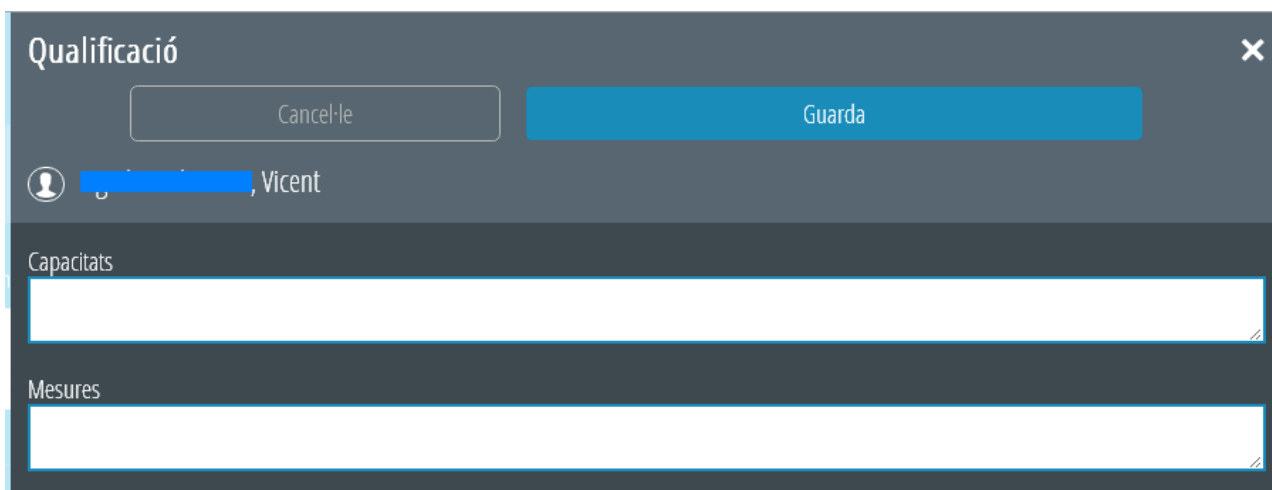 Qualificació
Cancel·le
Guarda
, Vicent
Capacitats
Mesures